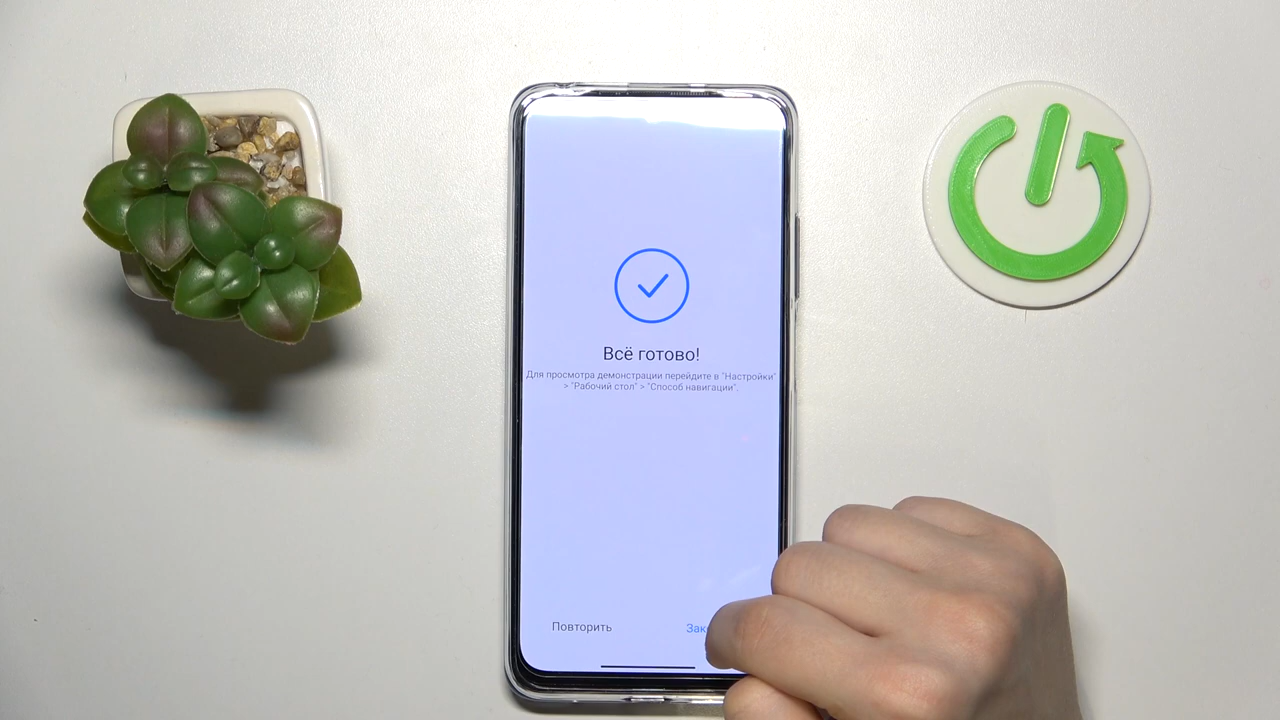 Всё готово!
Для просмотра демонстрации перейдите в "Настройки"
> "Рабочий стол" > "Способ навигации".
Повторить